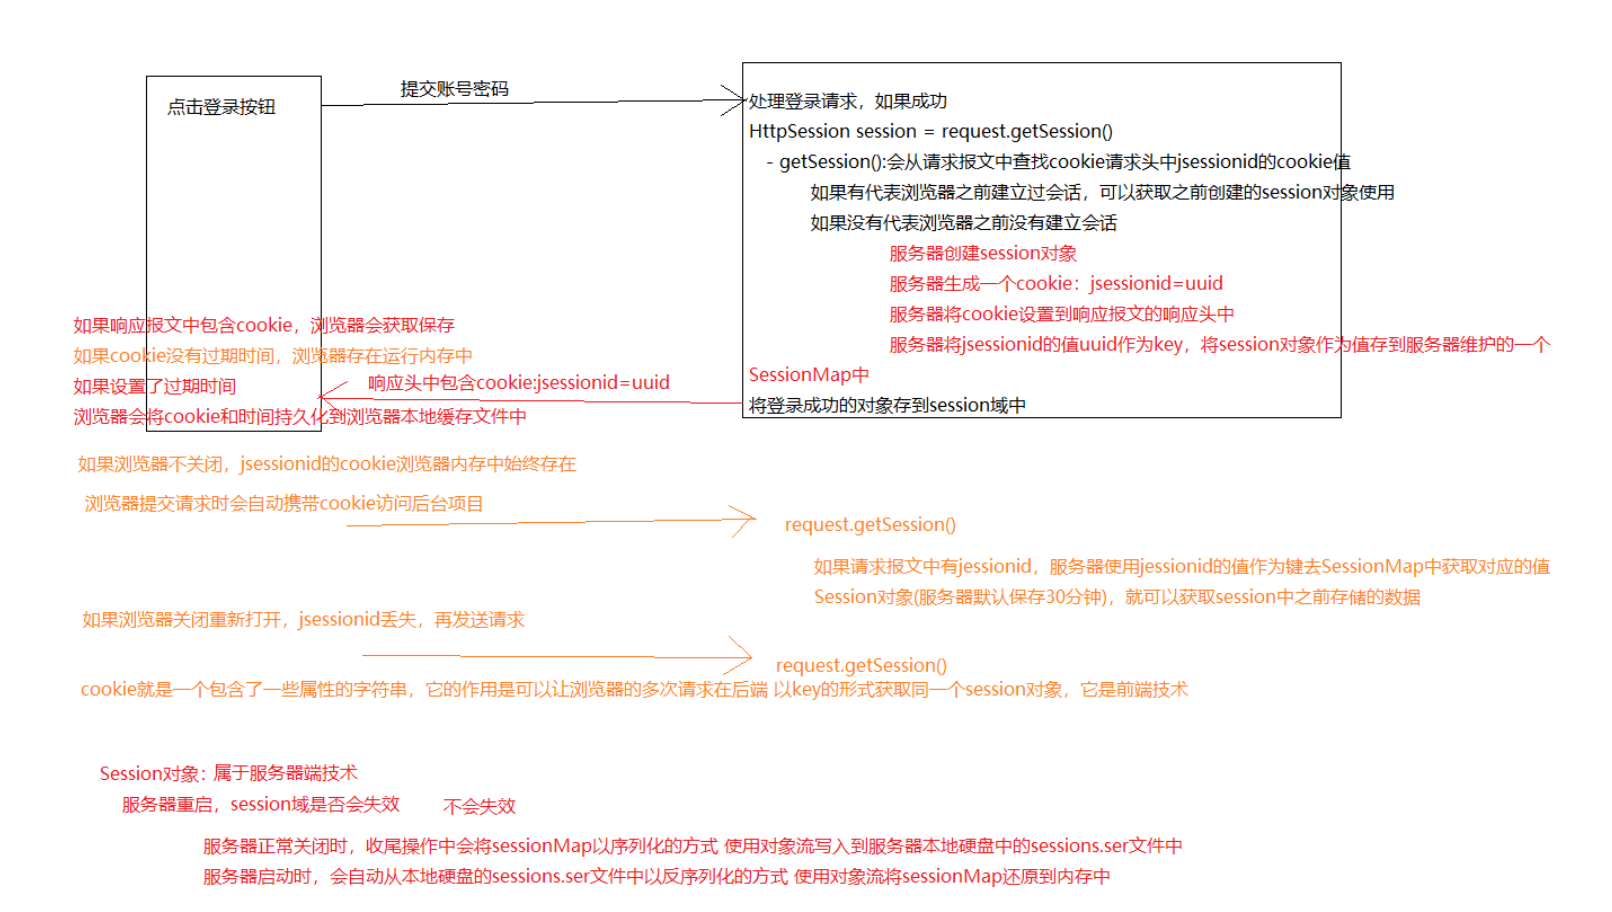 点击登录按钮
提交账号密码
处理登录请求，如果成功
HttpSession session = request.getSession()
- getSession():会从请求报文中查找cookie请求头中jsessionid的cookie值
如果有代表浏览器之前建立过会话，可以获取之前创建的session对象使用
如果没有代表浏览器之前没有建立会话
服务器创建session对象
服务器生成一个cookie：jsessionid=uuid
服务器将cookie设置到响应报文的响应头中
服务器将jsessionid的值uuid作为key，将session对象作为值存到服务器维护的一个
SessionMap中
将登录成功的对象存到session域中
如果响应报文中包含cookie，浏览器会获取保存
如果cookie没有过期时间，浏览器存在运行内存中
如果设置了过期时间
浏览器会将cookie和时间持久化到浏览器本地缓存文件中
响应头中包含cookie:jsessionid=uuid
如果浏览器不关闭，jsessionid的cookie浏览器内存中始终存在
浏览器提交请求时会自动携带cookie访问后台项目
request.getSession()
如果请求报文中有jessionid，服务器使用jessionid的值作为键去SessionMap中获取对应的值
Session对象(服务器默认保存30分钟)，就可以获取session中之前存储的数据
如果浏览器关闭重新打开，jsessionid丢失，再发送请求
request.getSession()
cookie就是一个包含了一些属性的字符串，它的作用是可以让浏览器的多次请求在后端 以key的形式获取同一个session对象，它是前端技术
Session对象：属于服务器端技术
服务器重启，session域是否会失效 不会失效
服务器正常关闭时，收尾操作中会将sessionMap以序列化的方式 使用对象流写入到服务器本地硬盘中的sessions.ser文件中
服务器启动时，会自动从本地硬盘的sessions.ser文件中以反序列化的方式 使用对象流将sessionMap还原到内存中